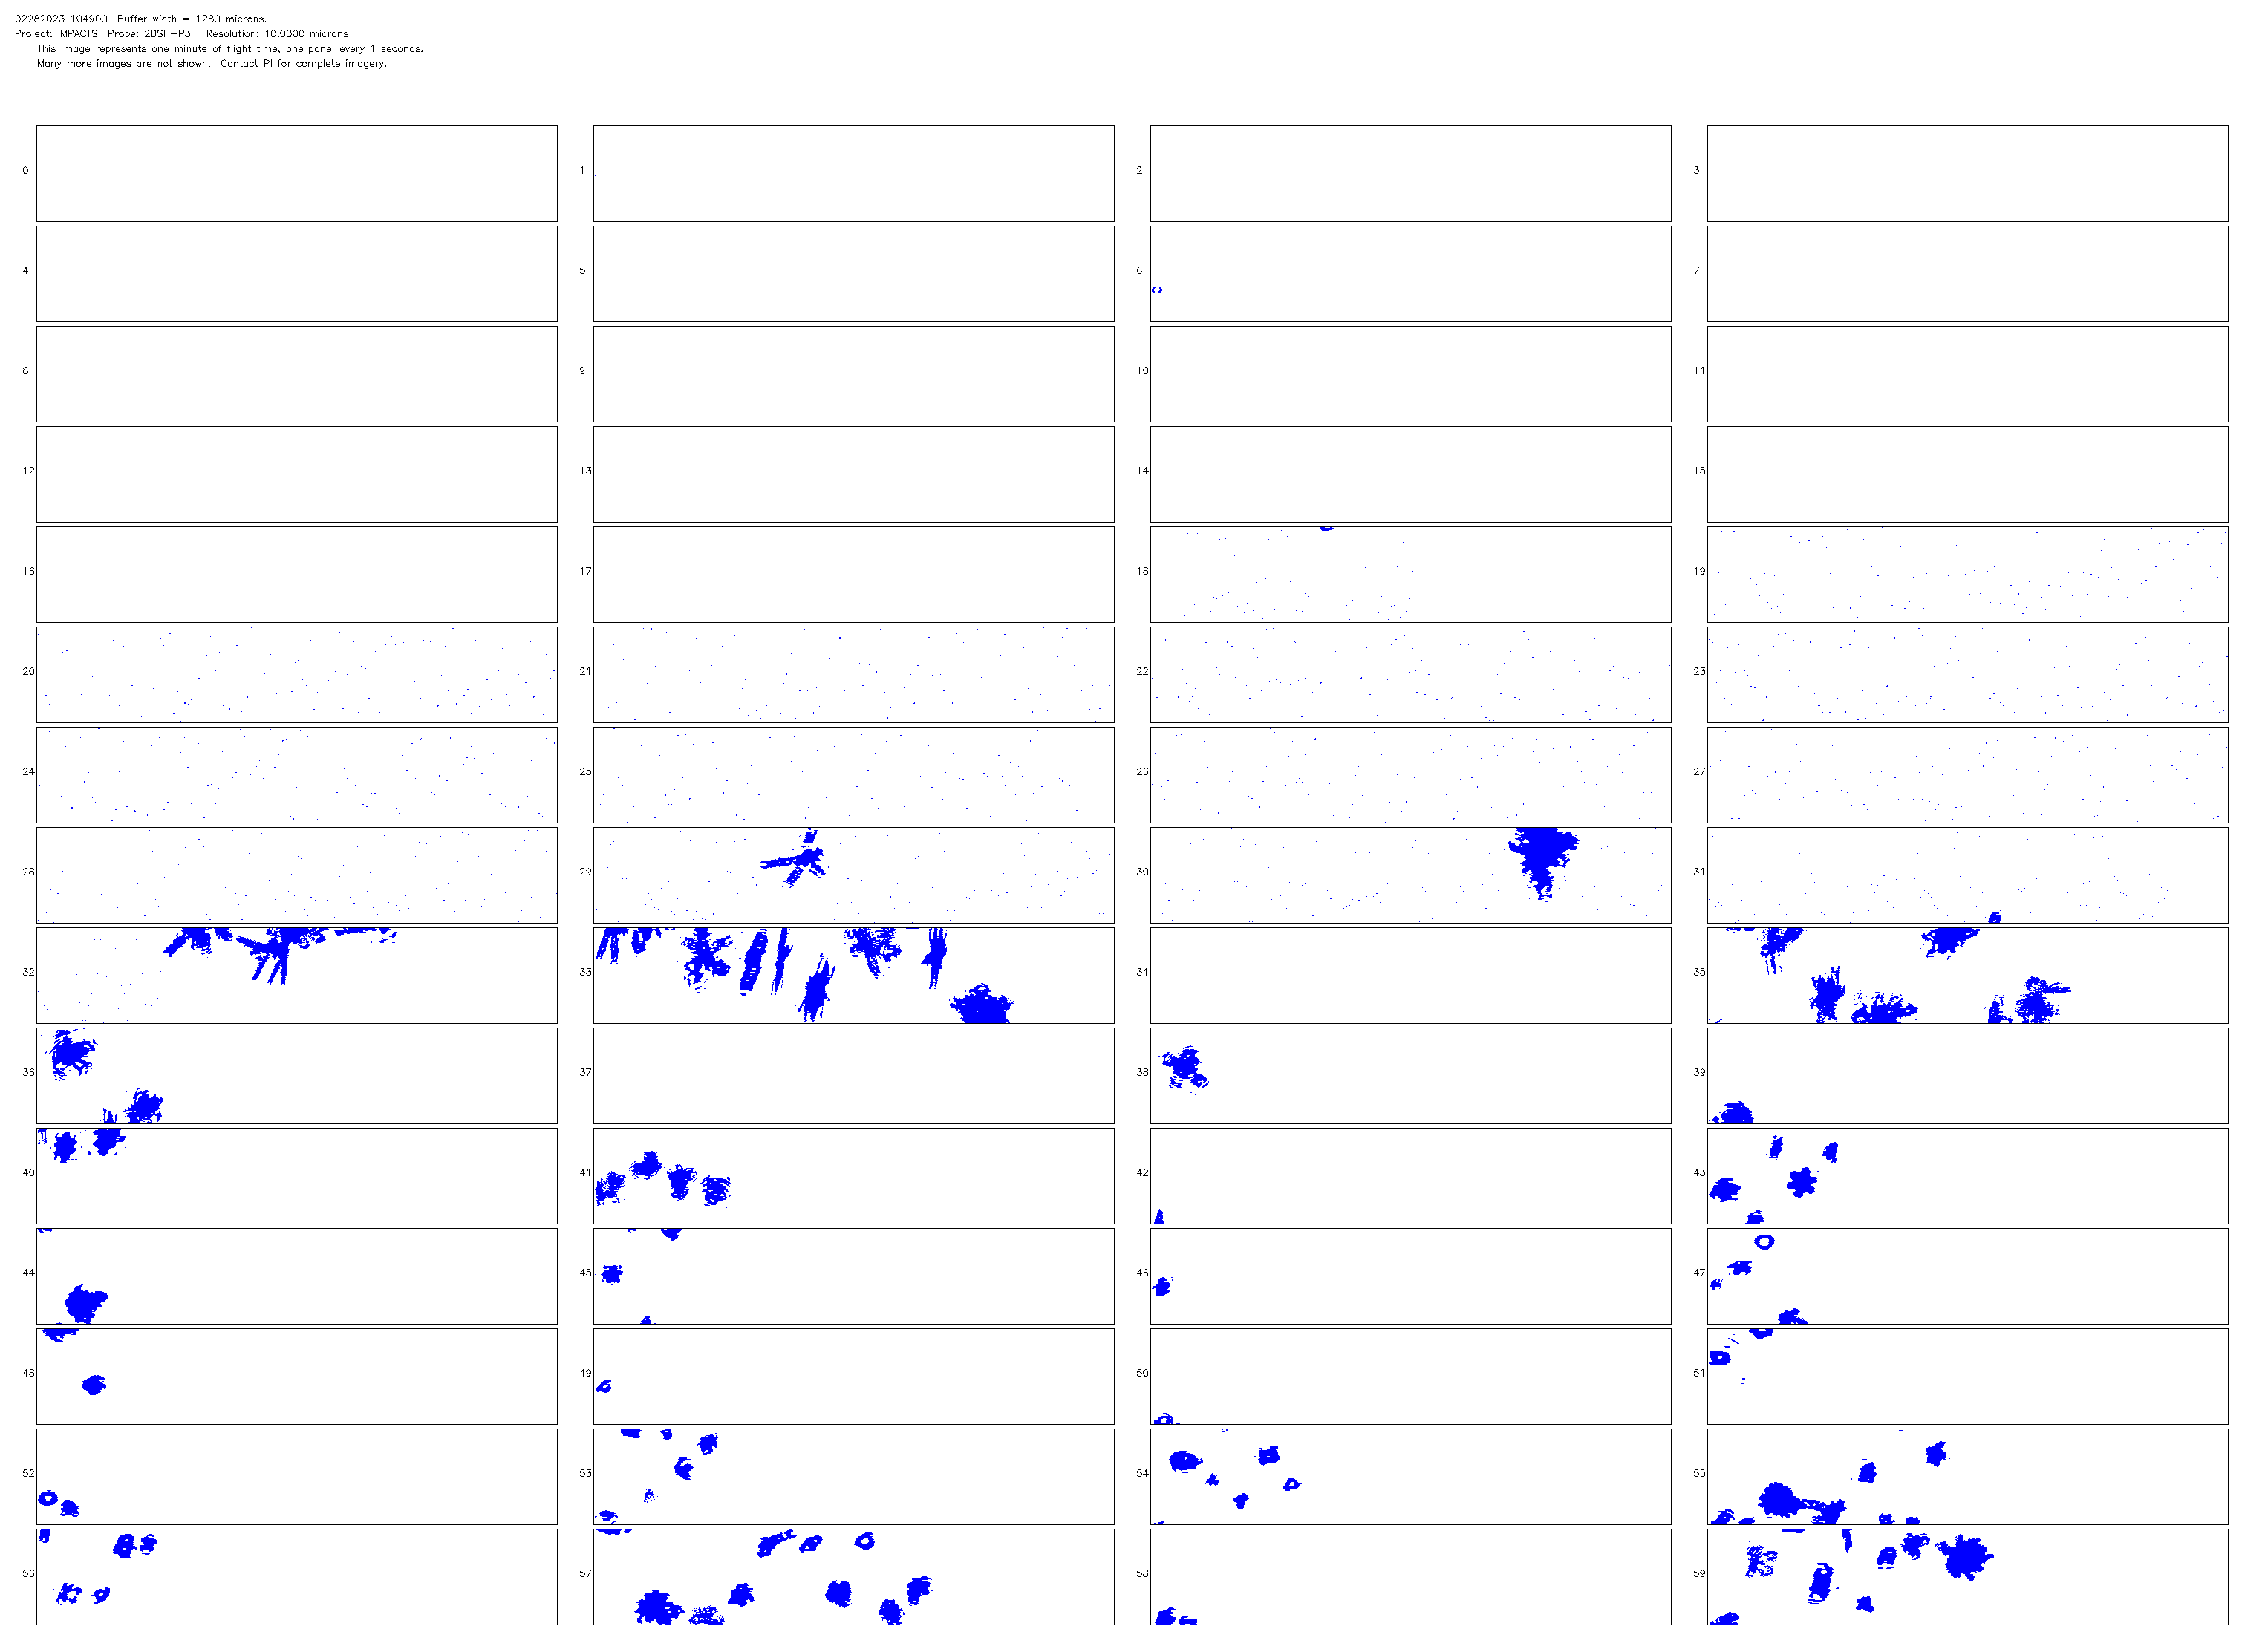 02282023 104900  Buffer width = 1280 microns.
Project: IMPACTS  Probe: 2DSH-P3   Resolution: 10.0000 microns
This image represents one minute of flight time, one panel every 1 seconds.
Many more images are not shown.  Contact PI for complete imagery.
0 1 2 3
4 5 6 7
8 9 10 11
12 13 14 15
16 17 18 19
20 21 22 23
24 25 26 27
28 29 30 31
32 33 34 35
36 37 38 39
40 41 42 43
44 45 46 47
48 49 50 51
52 53 54 55
56 57 58 59